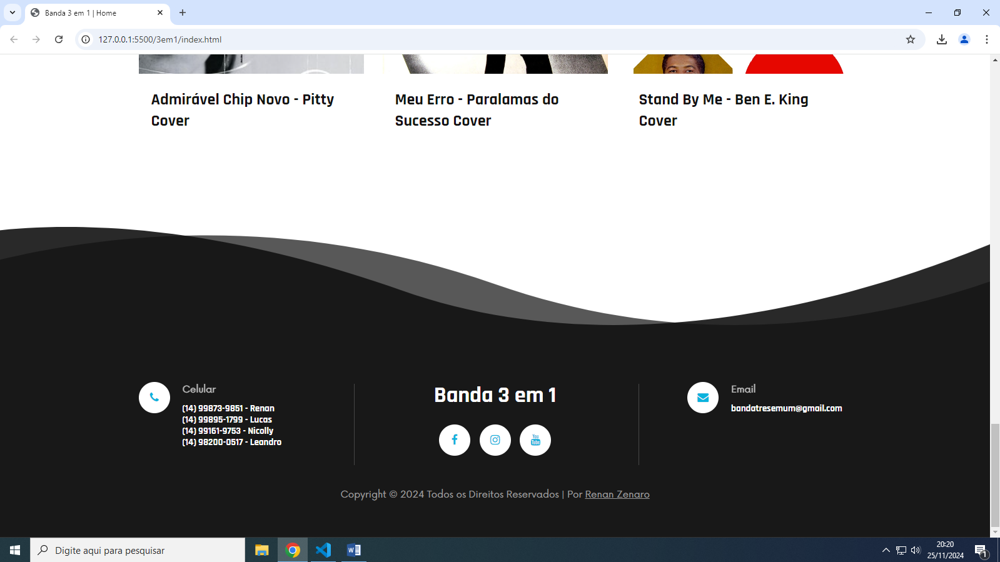 Banda 3 em 1 | Home
127.0.0.1:5500/3em1/index.html
Admirável Chip Novo - Pitty
Cover
Meu Erro - Paralamas do
Sucesso Cover
Stand By Me - Ben E. King
Cover
Celular
(14) 99873-9851 - Renan
(14) 99895-1799 - Lucas
(14) 99161-9753 - Nicolly
(14) 98200-0517 - Leandro
Banda 3 em 1
You
Tube
Email
bandatresemum@gmail.com
Copyright © 2024 Todos os Direitos Reservados | Por Renan Zenaro
Digite aqui para pesquisar
W
20:20
25/11/2024
1